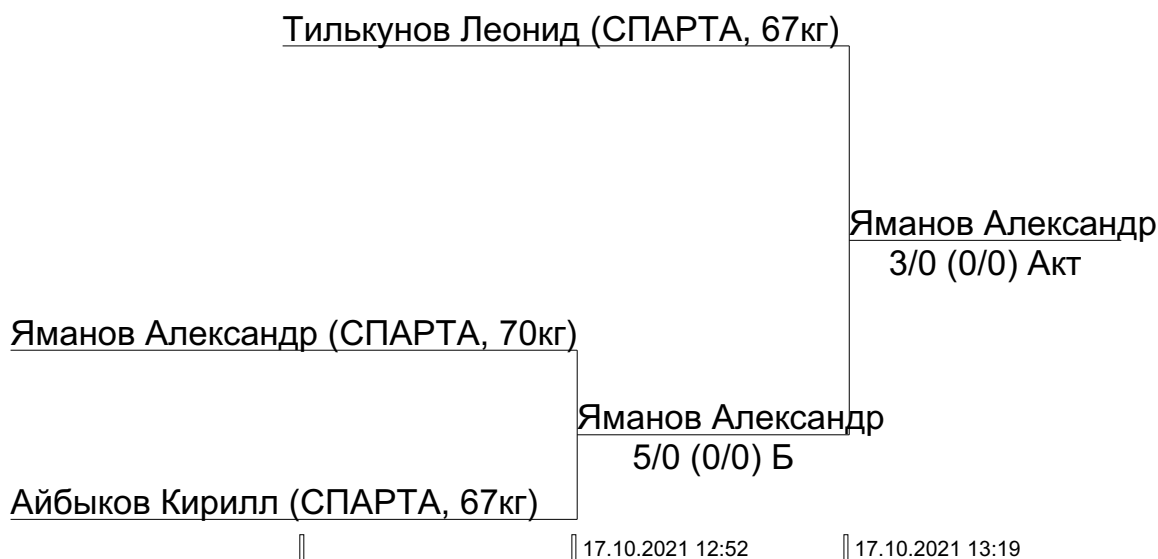 Тилькунов Леонид (СПАРТА, 67кг)
Яманов Александр
3/0 (0/0) Акт
Яманов Александр (СПАРТА, 70кг)
Яманов Александр
5/0 (0/0) Б
Айбыков Кирилл (СПАРТА, 67кг)
17.10.2021 12:52
17.10.2021 13:19